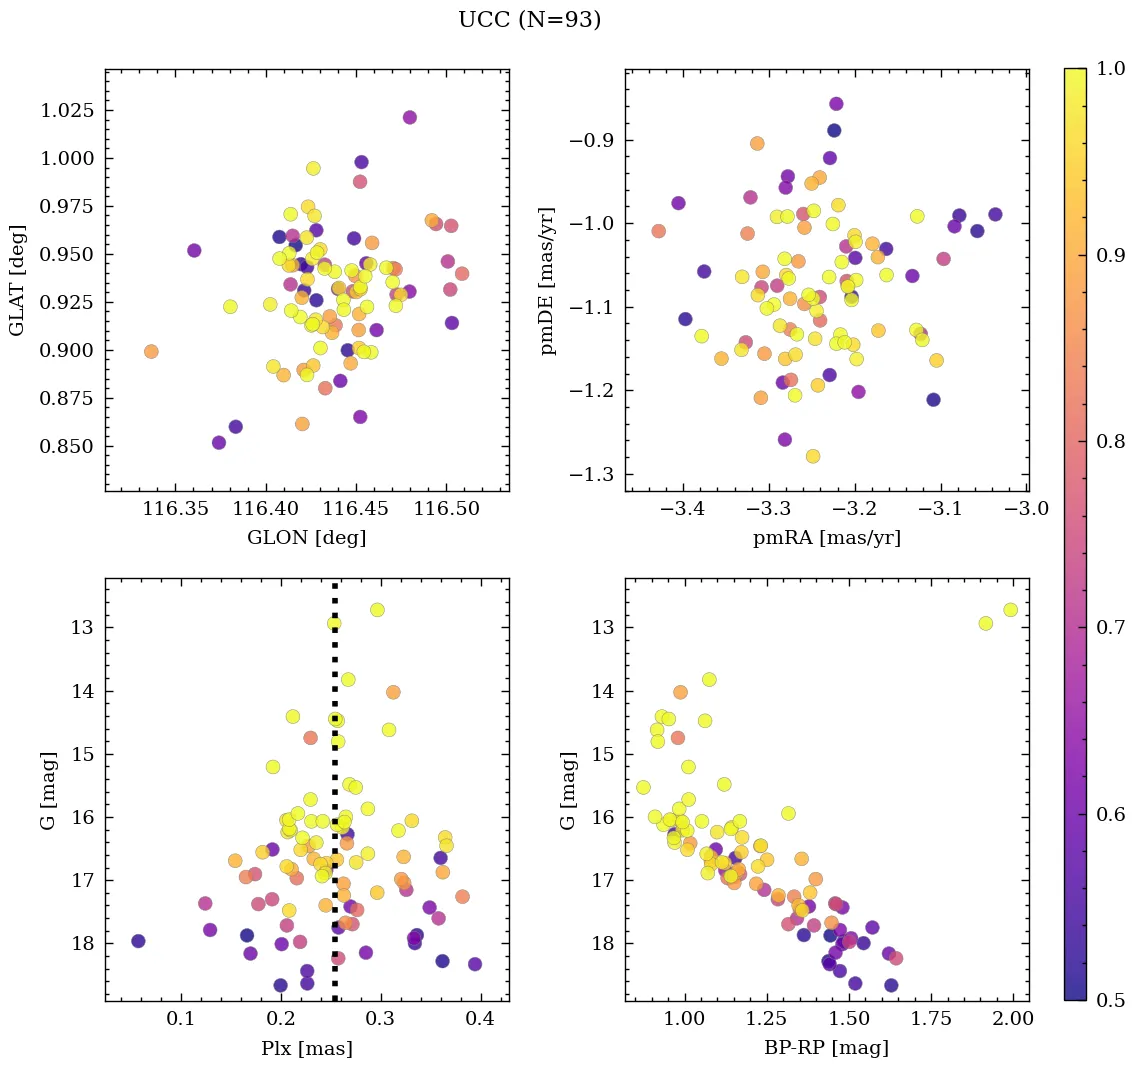 UCC (N=93)
1.025
1.000
0.975
0.950
0.925
0.900
0.875
0.850
GLAT [deg]
116.35 116.40 116.45 116.50
GLON [deg]
−0.9
−1.0
−1.1
−1.2
−1.3
pmDE [mas/yr]
−3.4 −3.3 −3.2 −3.1 −3.0
pmRA [mas/yr]
13
14
15
16
17
18
G [mag]
0.1 0.2 0.3 0.4
Plx [mas]
13
14
15
16
17
18
G [mag]
1.00 1.25 1.50 1.75 2.00
BP-RP [mag]
1.0
0.9
0.8
0.7
0.6
0.5